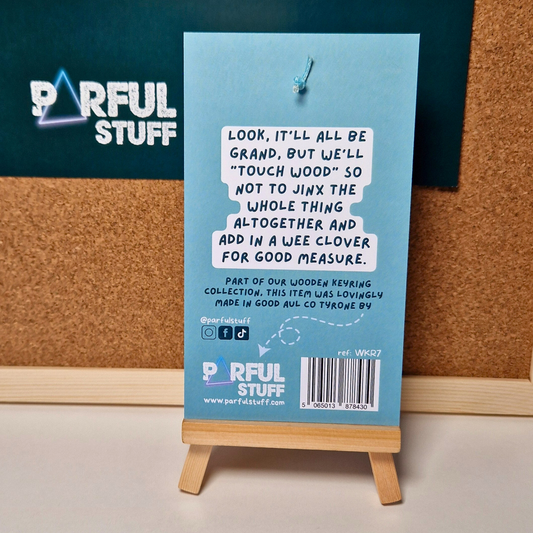 PARFUL
STUFF
LOOK, IT'LL ALL BE
GRAND, BUT WE'LL
"TOUCH WOOD" SO
NOT TO JINX THE
WHOLE THING
ALTOGETHER AND
ADD IN A WEE CLOVER
FOR GOOD MEASURE.
PART OF OUR WOODEN KEYRING
COLLECTION. THIS ITEM WAS LOVINGLY
MADE IN GOOD AUL CO TYRONE BY
@parfulstuff
ref: WKR7
PARFUL
STUFF
www.parfulstuff.com
5 065013 878430 >